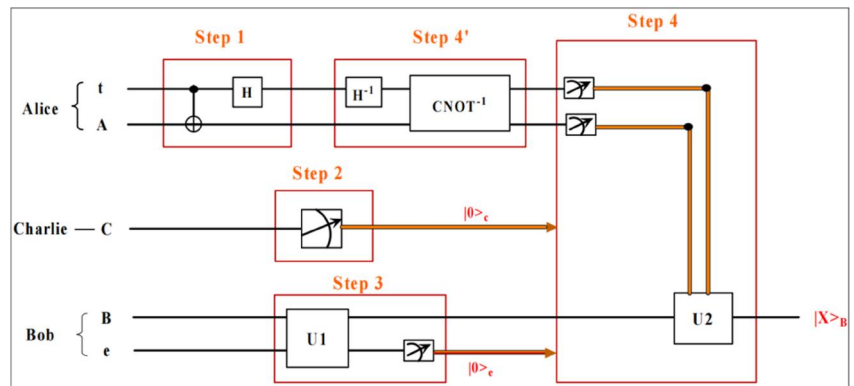 Step 4
Step 1
Step 4'
t
H
H⁻¹
CNOT⁻¹
Alice
A
Step 2
|0>c
Charlie — C
Step 3
B
U1
U2
|X>B
Bob
e
|0>e